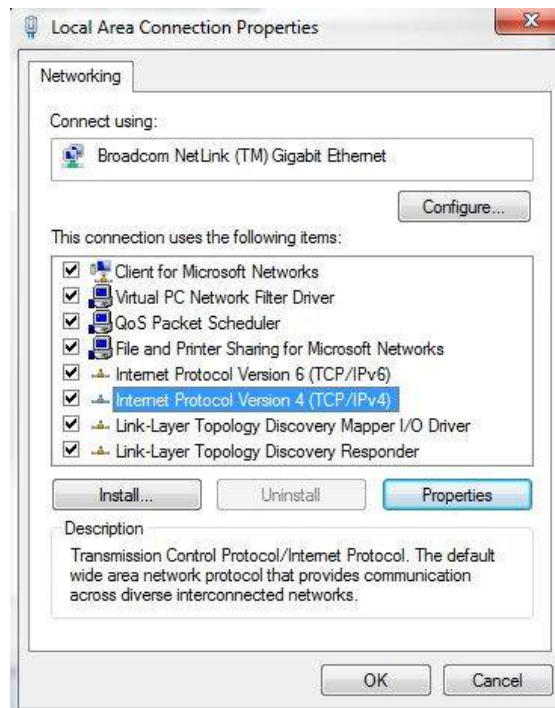 Local Area Connection Properties
Networking
Connect using:
Broadcom NetLink (TM) Gigabit Ethernet
Configure...
This connection uses the following items:
Client for Microsoft Networks
Virtual PC Network Filter Driver
QoS Packet Scheduler
File and Printer Sharing for Microsoft Networks
Internet Protocol Version 6 (TCP/IPv6)
Internet Protocol Version 4 (TCP/IPv4)
Link-Layer Topology Discovery Mapper I/O Driver
Link-Layer Topology Discovery Responder
Install... Uninstall Properties
Description
Transmission Control Protocol/Internet Protocol. The default
wide area network protocol that provides communication
across diverse interconnected networks.
OK Cancel